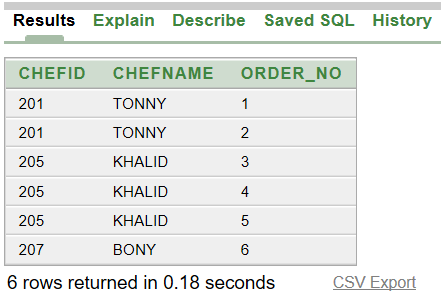 Results Explain Describe Saved SQL History
CHEFID CHEFNAME ORDER_NO
201 TONNY 1
201 TONNY 2
205 KHALID 3
205 KHALID 4
205 KHALID 5
207 BONY 6
6 rows returned in 0.18 seconds CSV Export